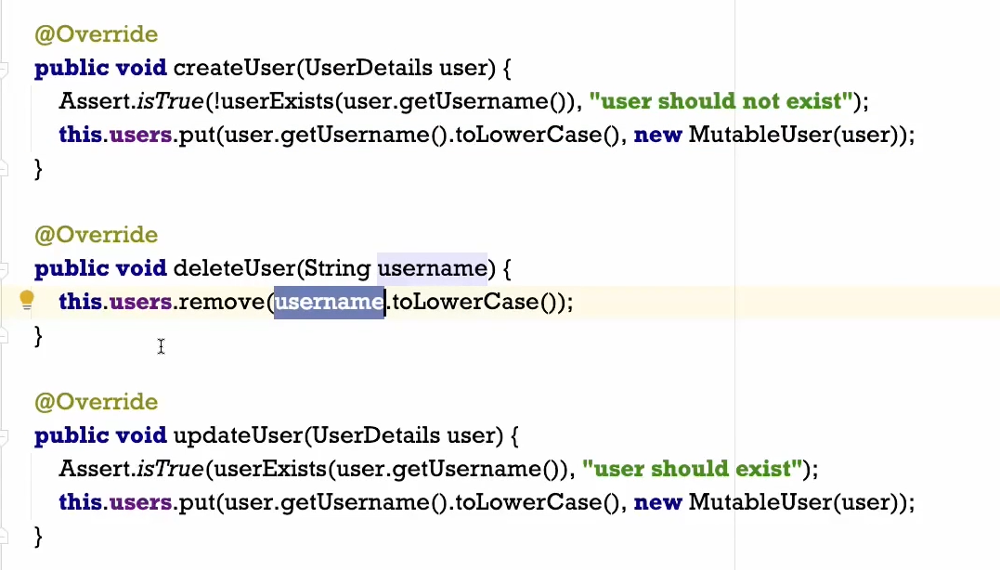 @Override
public void createUser(UserDetails user) {
Assert.isTrue(!userExists(user.getUsername()), "user should not exist");
this.users.put(user.getUsername().toLowerCase(), new MutableUser(user));
}
@Override
public void deleteUser(String username) {
this.users.remove(username.toLowerCase());
}
@Override
public void updateUser(UserDetails user) {
Assert.isTrue(userExists(user.getUsername()), "user should exist");
this.users.put(user.getUsername().toLowerCase(), new MutableUser(user));
}